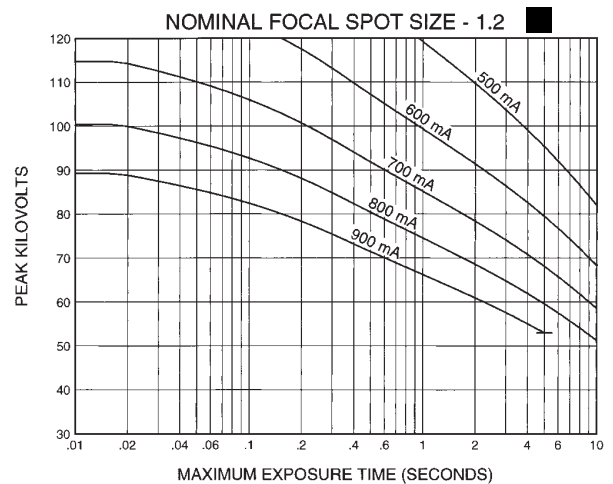 NOMINAL FOCAL SPOT SIZE - 1.2
120
110
100
90
80
70
60
50
40
30
PEAK KILOVOLTS
500 mA
600 mA
700 mA
800 mA
900 mA
.01 .02 .04 .06 .1 .2 .4 .6 1 2 4 6 10
MAXIMUM EXPOSURE TIME (SECONDS)